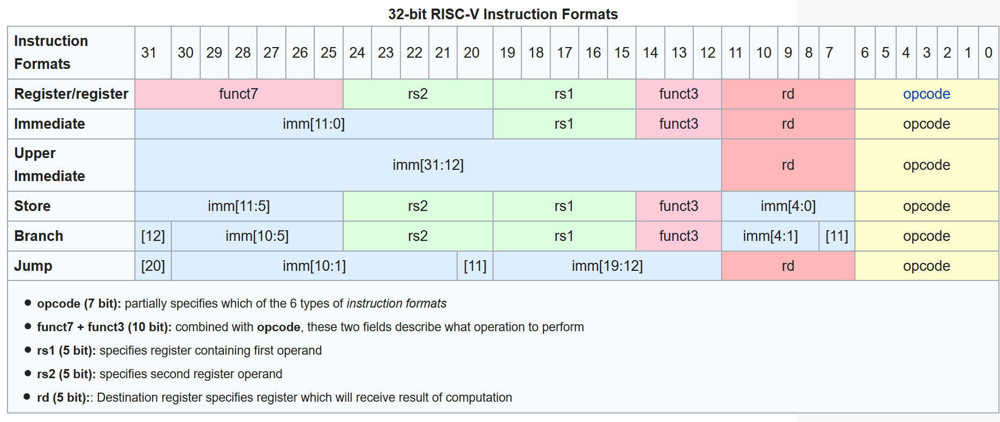 32-bit RISC-V Instruction Formats
Instruction Formats 31 30 29 28 27 26 25 24 23 22 21 20 19 18 17 16 15 14 13 12 11 10 9 8 7 6 5 4 3 2 1 0
Register/register funct7 rs2 rs1 funct3 rd opcode
Immediate imm[11:0] rs1 funct3 rd opcode
Upper Immediate imm[31:12] rd opcode
Store imm[11:5] rs2 rs1 funct3 imm[4:0] opcode
Branch [12] imm[10:5] rs2 rs1 funct3 imm[4:1] [11] opcode
Jump [20] imm[10:1] [11] imm[19:12] rd opcode
• opcode (7 bit): partially specifies which of the 6 types of instruction formats
• funct7 + funct3 (10 bit): combined with opcode, these two fields describe what operation to perform
• rs1 (5 bit): specifies register containing first operand
• rs2 (5 bit): specifies second register operand
• rd (5 bit):: Destination register specifies register which will receive result of computation